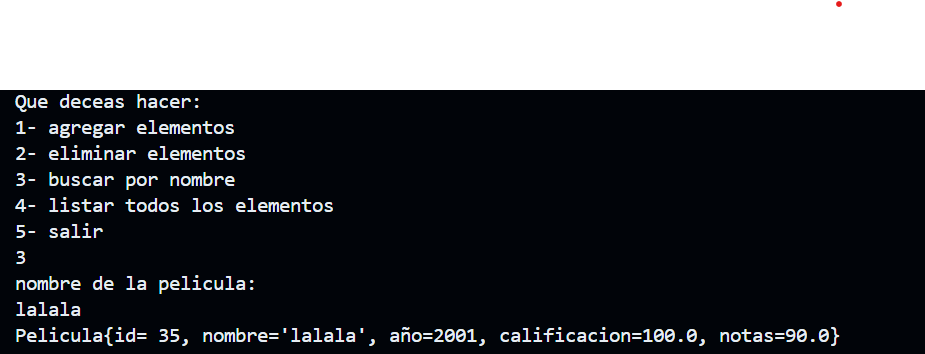 Que deceas hacer:
1- agregar elementos
2- eliminar elementos
3- buscar por nombre
4- listar todos los elementos
5- salir
3
nombre de la pelicula:
lalala
Pelicula{id= 35, nombre='lalala', año=2001, calificacion=100.0, notas=90.0}